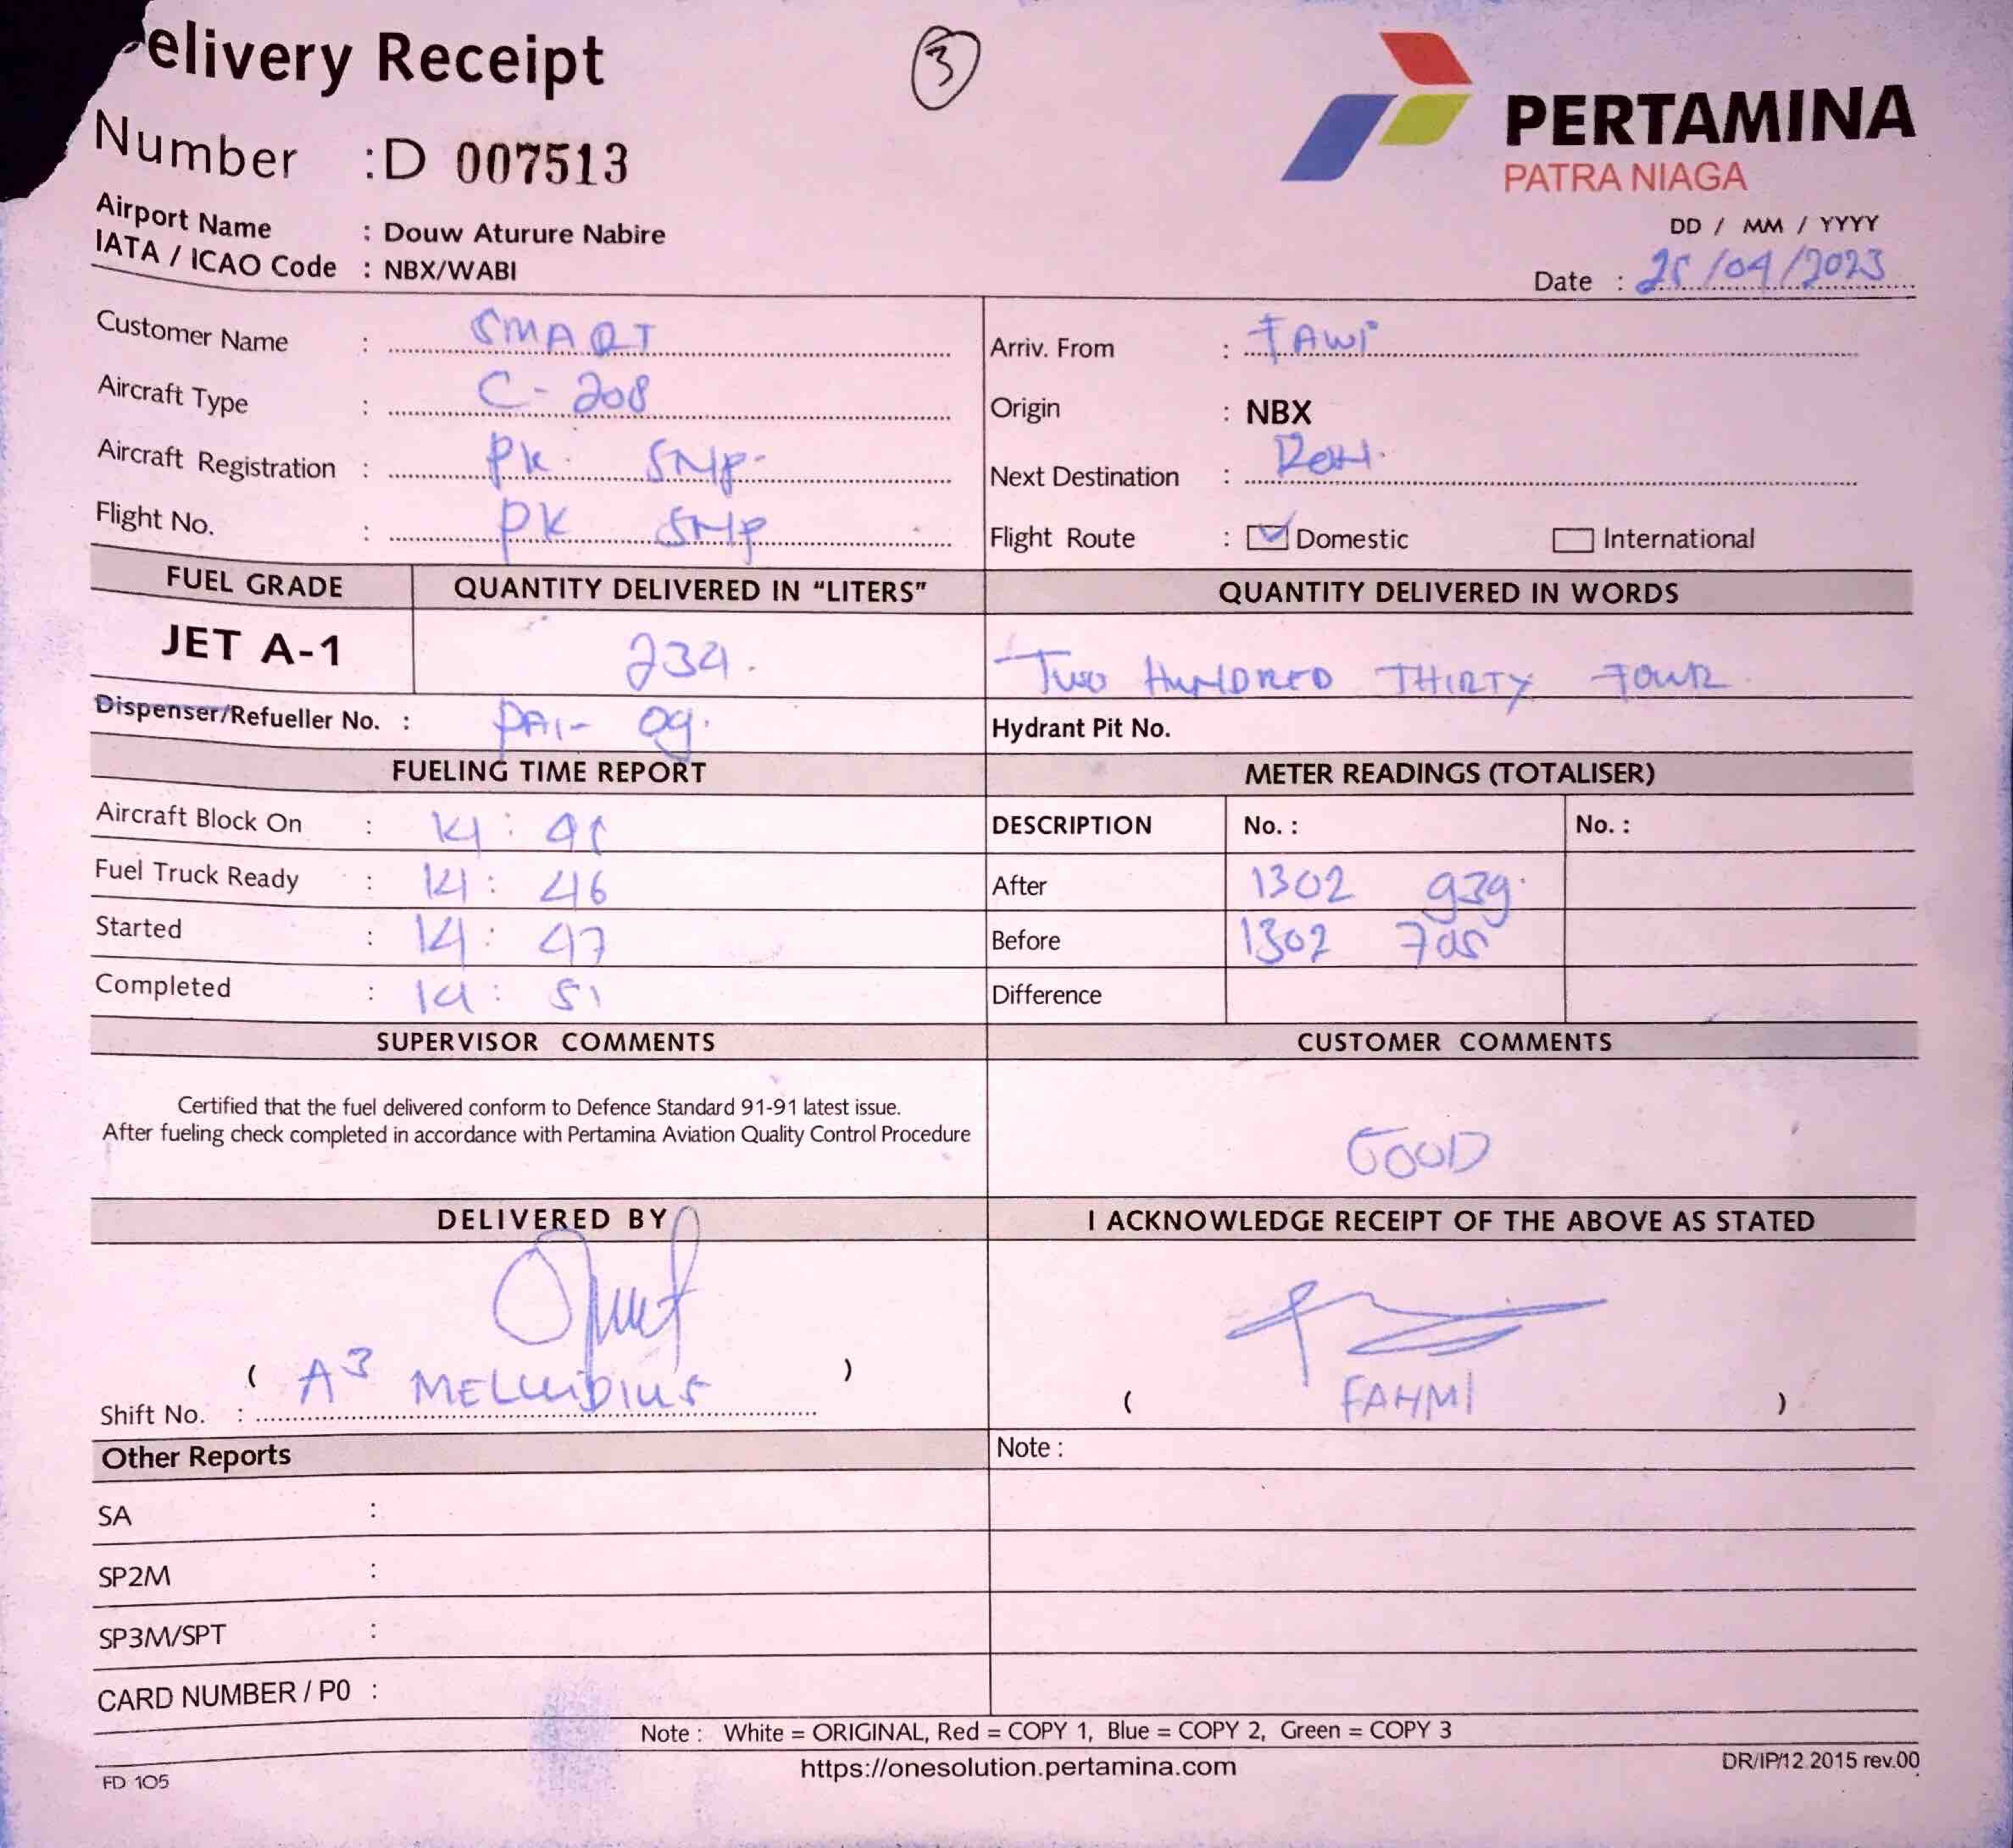 elivery Receipt
3
PERTAMINA
PATRA NIAGA
Number : D 007513
Airport Name : Douw Aturure Nabire
IATA / ICAO Code : NBX/WABI
DD / MM / YYYY
Date : 25/04/2023
Customer Name : SMART
Arriv. From : FAWI
Aircraft Type : C-208
Origin : NBX
Aircraft Registration : PK.
Next Destination :
Flight No. : PK
Flight Route : Domestic International
FUEL GRADE QUANTITY DELIVERED IN "LITERS" QUANTITY DELIVERED IN WORDS
JET A-1 234. TWO HUNDRED THIRTY FOUR
Dispenser/Refueller No. : PAI- 09.
Hydrant Pit No.
FUELING TIME REPORT METER READINGS (TOTALISER)
Aircraft Block On : 14:45
DESCRIPTION No. : No. :
Fuel Truck Ready : 14:46
After 1302 939.
Started : 14:47
Before 1302 705
Completed : 14:51
Difference
SUPERVISOR COMMENTS CUSTOMER COMMENTS
Certified that the fuel delivered conform to Defence Standard 91-91 latest issue.
After fueling check completed in accordance with Pertamina Aviation Quality Control Procedure
GOOD
DELIVERED BY I ACKNOWLEDGE RECEIPT OF THE ABOVE AS STATED
( A3 )
( FAHMI )
Shift No. :
Other Reports
Note :
SA :
SP2M :
SP3M/SPT :
CARD NUMBER / P0 :
Note : White = ORIGINAL, Red = COPY 1, Blue = COPY 2, Green = COPY 3
https://onesolution.pertamina.com
FD 105
DR/IP/12.2015 rev.00